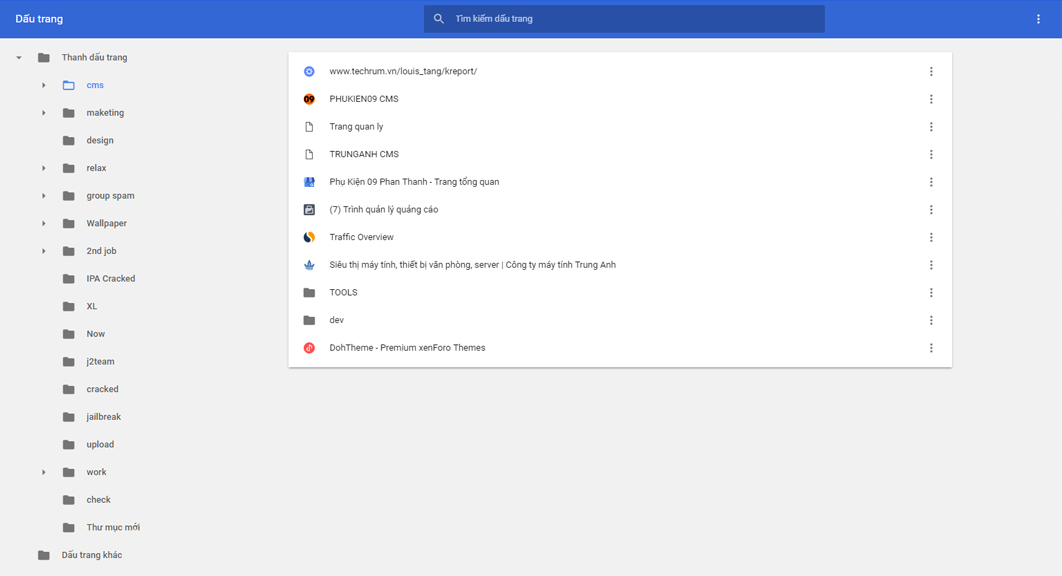 Dấu trang
Tìm kiếm dấu trang
Thanh dấu trang
cms
maketing
design
relax
group spam
Wallpaper
2nd job
IPA Cracked
XL
Now
j2team
cracked
jailbreak
upload
work
check
Thư mục mới
Dấu trang khác
www.techrum.vn/louis_tang/kreport/
09
PHUKIEN09 CMS
Trang quan ly
TRUNGANH CMS
Phụ Kiện 09 Phan Thanh - Trang tổng quan
(7) Trình quản lý quảng cáo
Traffic Overview
Siêu thị máy tính, thiết bị văn phòng, server | Công ty máy tính Trung Anh
TOOLS
dev
DohTheme - Premium xenForo Themes